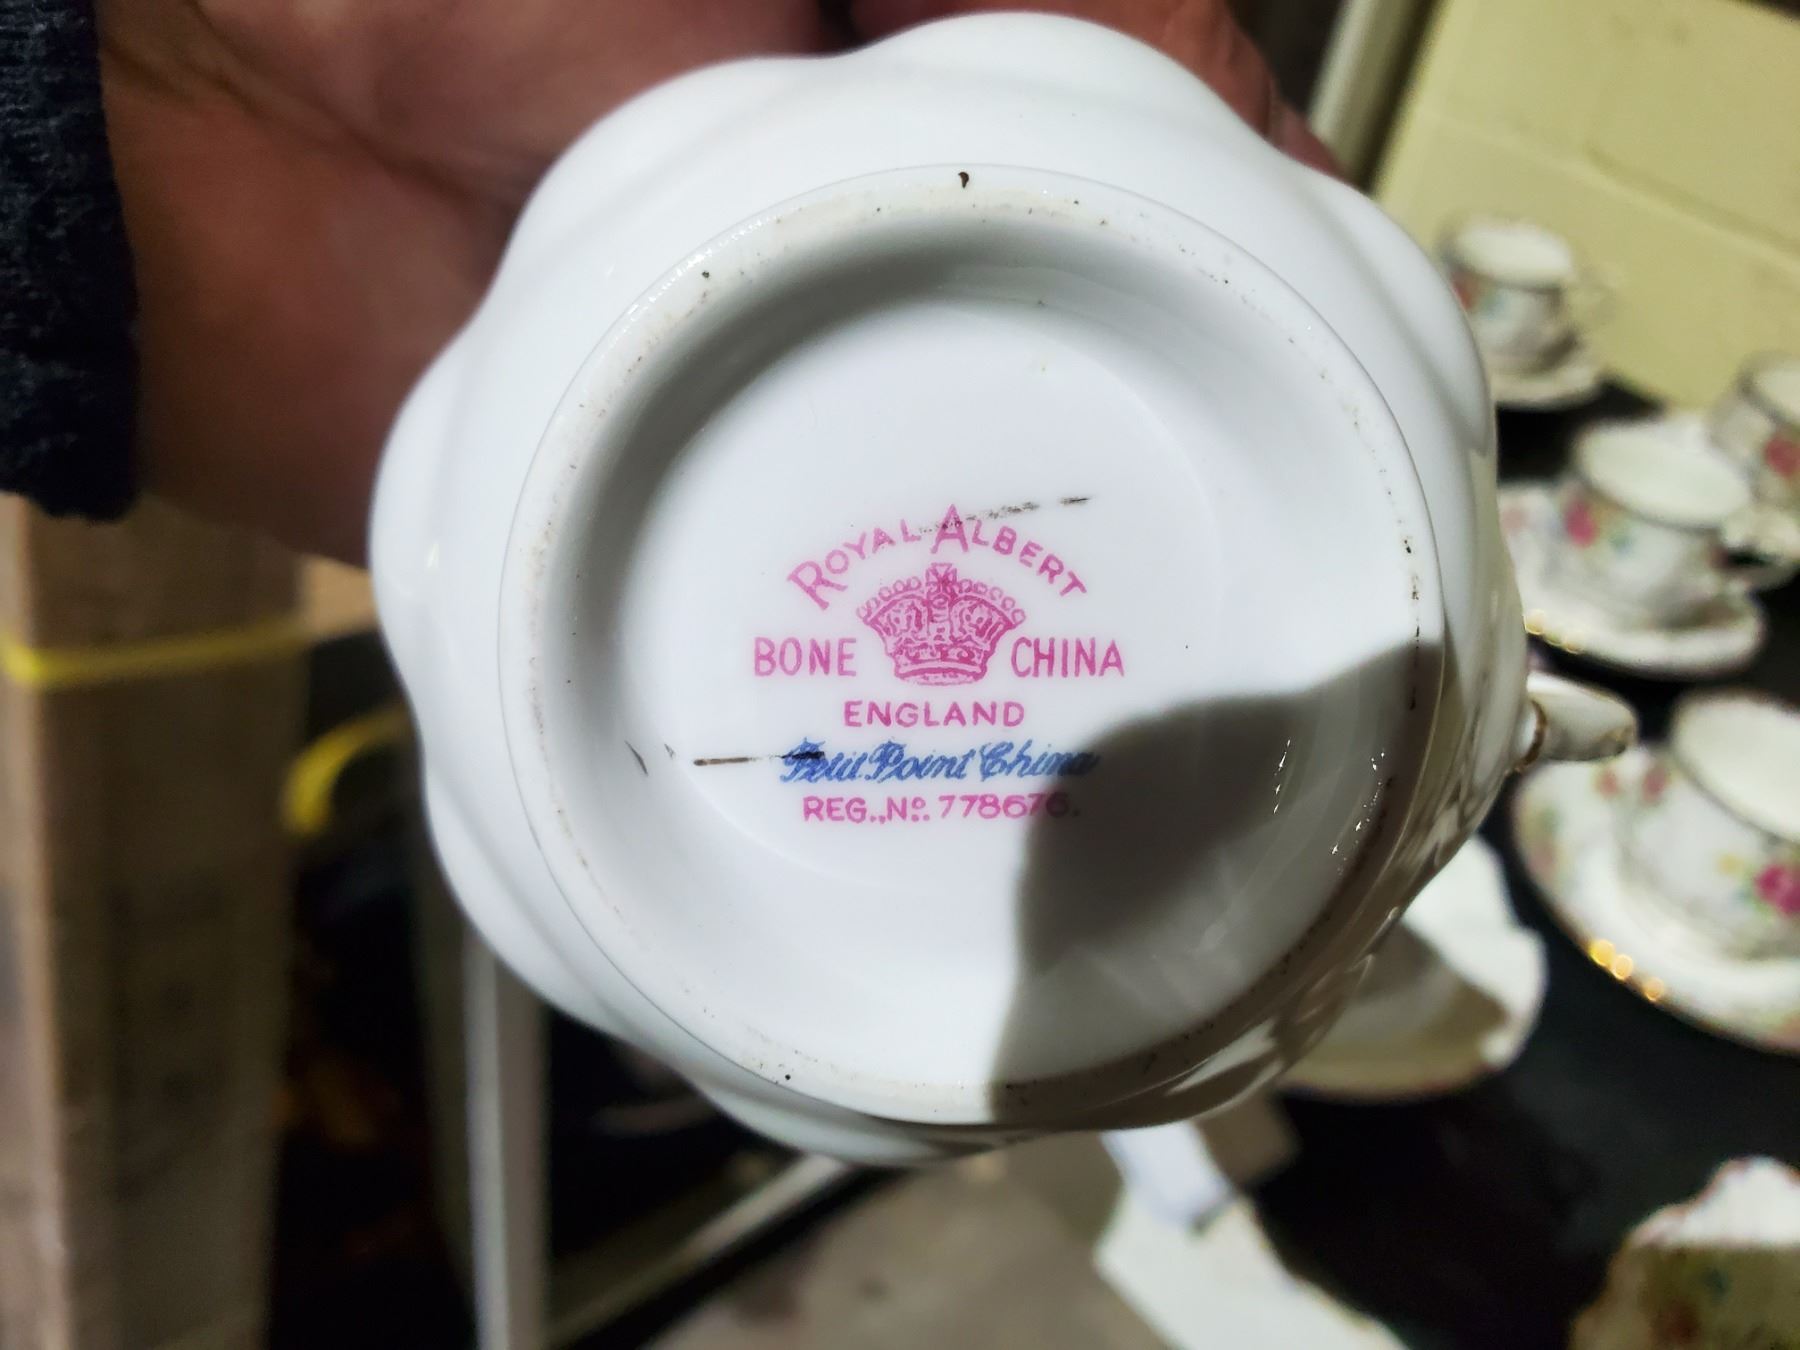 ROYAL ALBERT
BONE CHINA
ENGLAND
Petit Point China
REG., No. 778676.